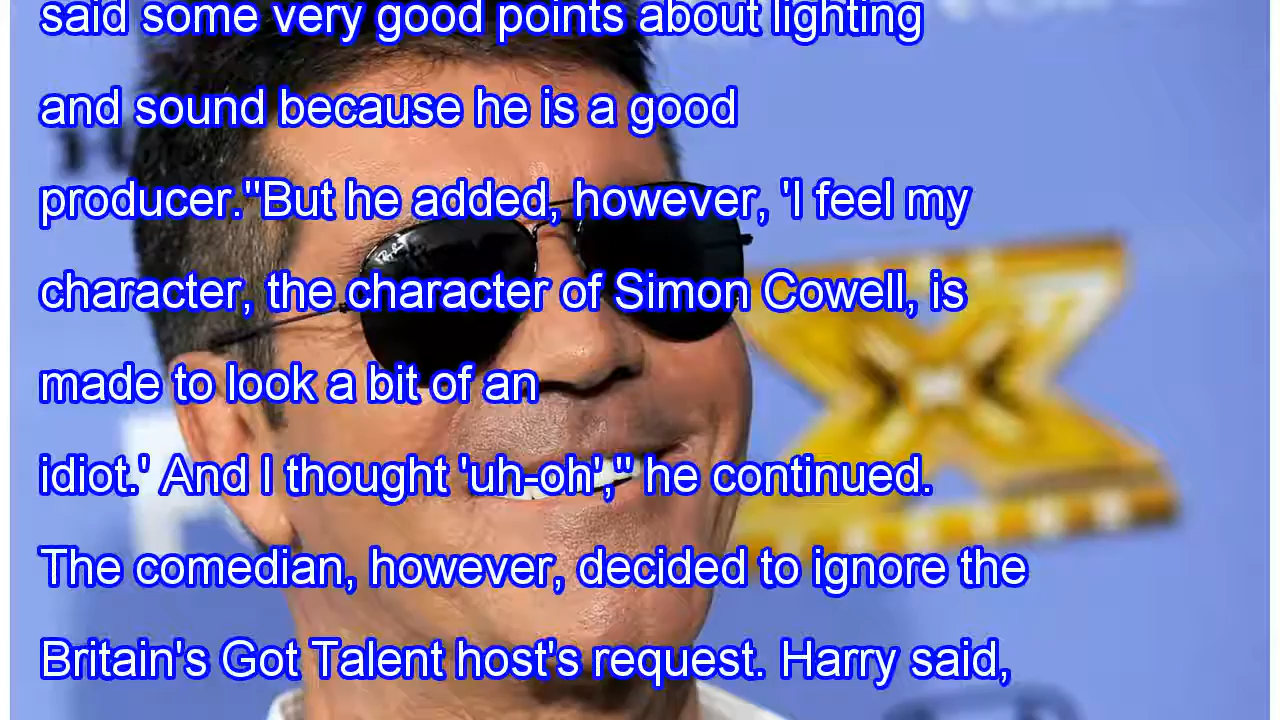 said some very good points about lighting
and sound because he is a good
producer."But he added, however, 'I feel my
character, the character of Simon Cowell, is
made to look a bit of an
idiot.' And I thought 'uh-oh'," he continued.
The comedian, however, decided to ignore the
Britain's Got Talent host's request. Harry said,